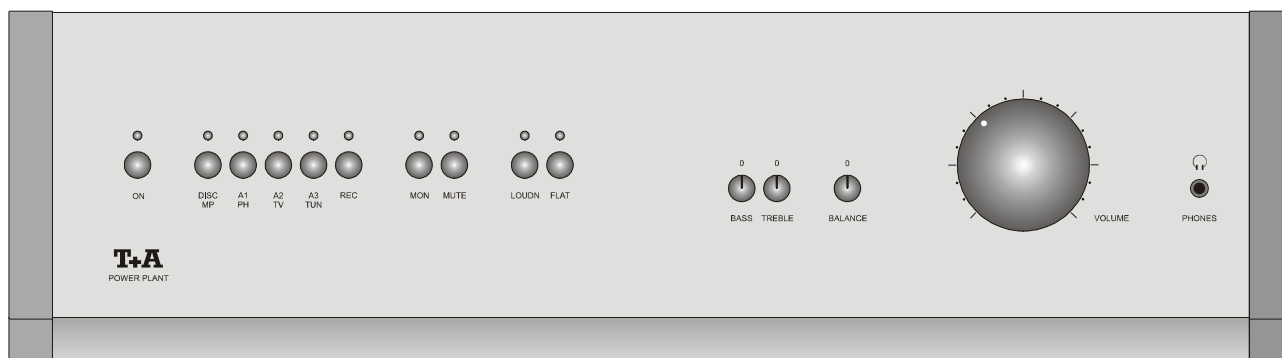 ON
DISC
MP
A1
PH
A2
TV
A3
TUN
REC
MON
MUTE
LOUDN
FLAT
0
BASS
0
TREBLE
0
BALANCE
VOLUME
PHONES
T+A
POWER PLANT